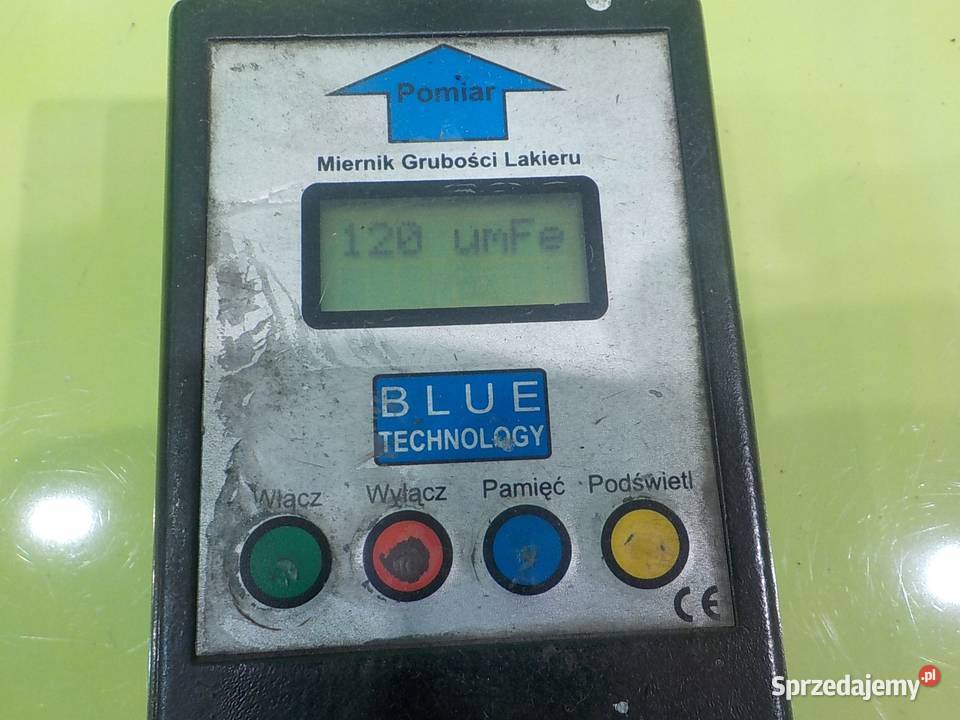 Pomiar
Miernik Grubości Lakieru
120 umFe
BLUE
TECHNOLOGY
Włącz Wyłącz Pamięć Podświetl
CE
Sprzedajemy.pl